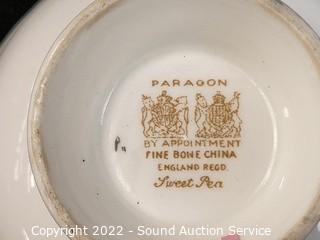 PARAGON
BY APPOINTMENT
FINE BONE CHINA
ENGLAND REGD.
Sweet Pea
Copyright 2022 - Sound Auction Service